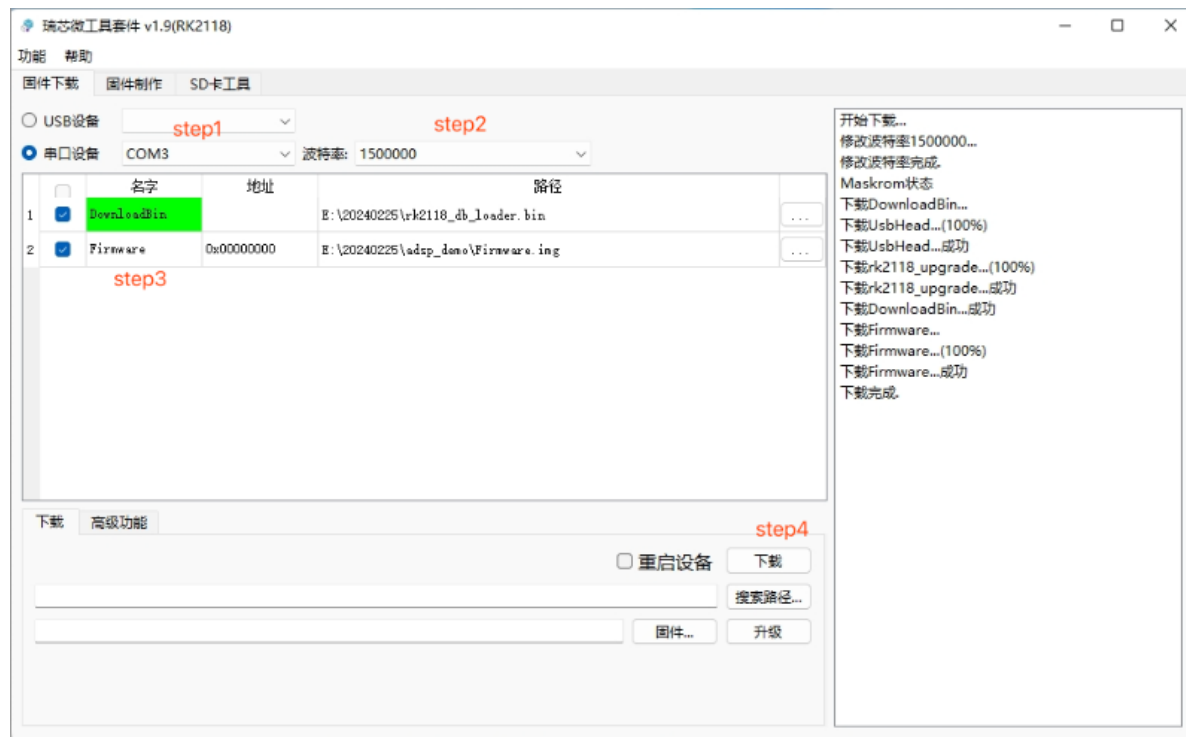 瑞芯微工具套件 v1.9(RK2118)
功能 帮助
固件下载 固件制作 SD卡工具
USB设备
step1 step2
串口设备 COM3 波特率: 1500000
名字 地址 路径
1 DownloadBin E:\20240225\rk2118_db_loader.bin ...
2 Firmware 0x00000000 E:\20240225\adsp_demo\Firmware.img ...
step3
下载 高级功能
step4
重启设备 下载
搜索路径...
固件... 升级
开始下载...
修改波特率1500000...
修改波特率完成.
Maskrom状态
下载DownloadBin...
下载UsbHead...(100%)
下载UsbHead...成功
下载rk2118_upgrade...(100%)
下载rk2118_upgrade...成功
下载DownloadBin...成功
下载Firmware...
下载Firmware...(100%)
下载Firmware...成功
下载完成.